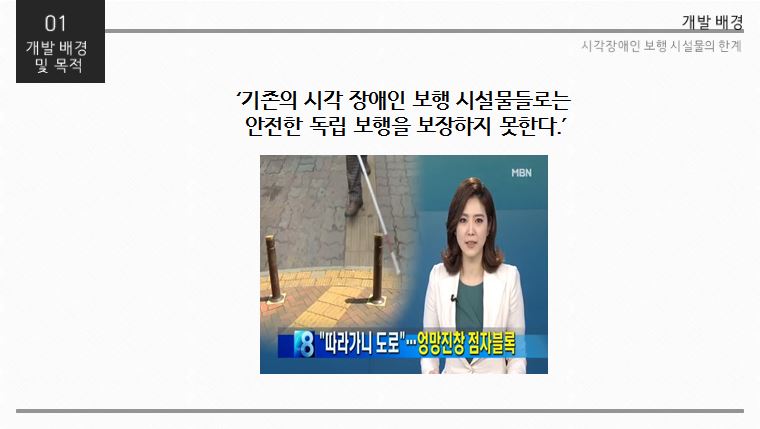 01
개발 배경
및 목적
개발 배경
시각장애인 보행 시설물의 한계
‘기존의 시각 장애인 보행 시설물들로는
안전한 독립 보행을 보장하지 못한다.’
MBN
8 "따라가니 도로"…엉망진창 점자블록